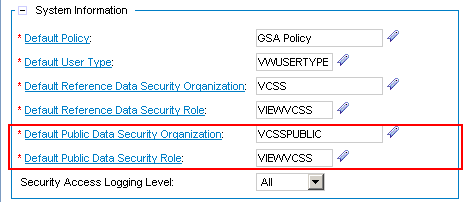 System Information
* Default Policy: GSA Policy
* Default User Type: VWUSERTYPE
* Default Reference Data Security Organization: VCSS
* Default Reference Data Security Role: VIEWVCSS
* Default Public Data Security Organization: VCSSPUBLIC
* Default Public Data Security Role: VIEWVCSS
Security Access Logging Level: All